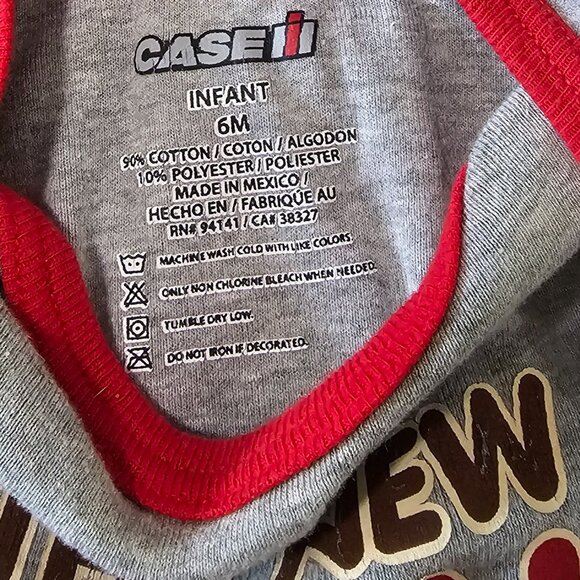 CASE IH
INFANT
6M
90% COTTON / COTON / ALGODON
10% POLYESTER / POLIESTER
MADE IN MEXICO /
HECHO EN / FABRIQÚE AU
RN# 94141 / CA# 38327
MACHINE WASH COLD WITH LIKE COLORS.
ONLY NON CHLORINE BLEACH WHEN NEEDED.
TUMBLE DRY LOW.
DO NOT IRON IF DECORATED.
NEW